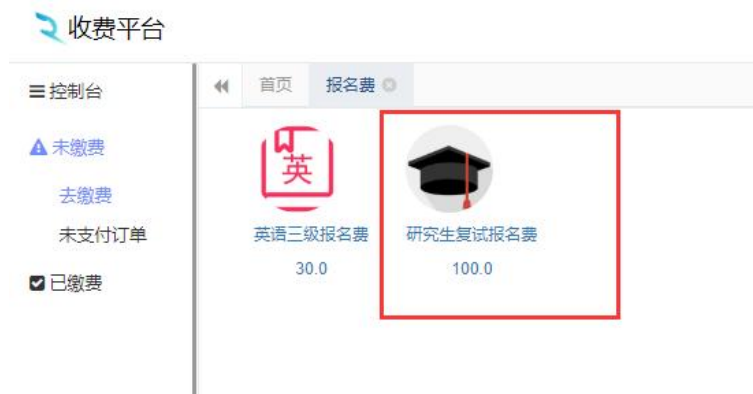 收费平台
控制台
首页 报名费
未缴费
去缴费
未支付订单
已缴费
英
英语三级报名费 研究生复试报名费
30.0 100.0